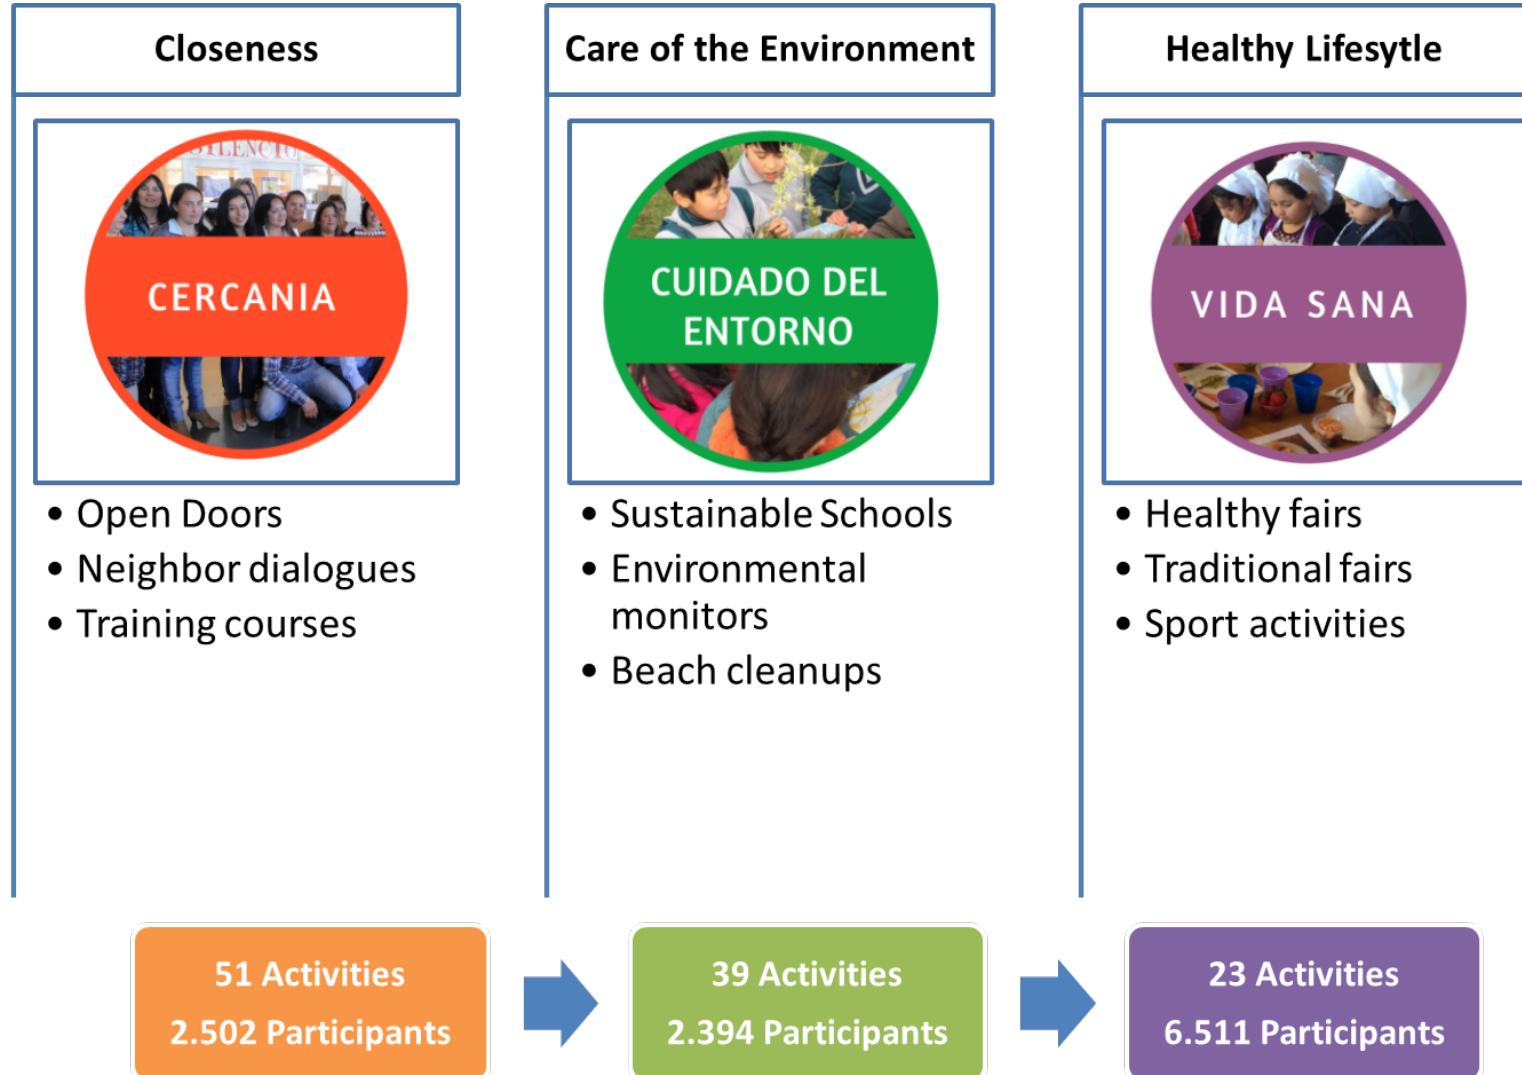 Closeness
Care of the Environment
Healthy Lifesytle
SILENCIO
CERCANIA
CUIDADO DEL
ENTORNO
VIDA SANA
• Open Doors
• Neighbor dialogues
• Training courses
• Sustainable Schools
• Environmental
monitors
• Beach cleanups
• Healthy fairs
• Traditional fairs
• Sport activities
51 Activities
2.502 Participants
39 Activities
2.394 Participants
23 Activities
6.511 Participants